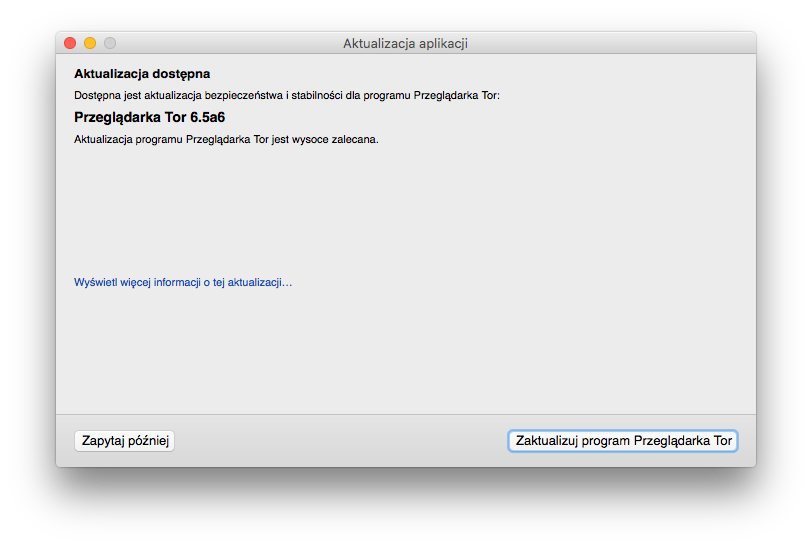 Aktualizacja aplikacji
Aktualizacja dostępna
Dostępna jest aktualizacja bezpieczeństwa i stabilności dla programu Przeglądarka Tor:
Przeglądarka Tor 6.5a6
Aktualizacja programu Przeglądarka Tor jest wysoce zalecana.
Wyświetl więcej informacji o tej aktualizacji…
Zapytaj później
Zaktualizuj program Przeglądarka Tor